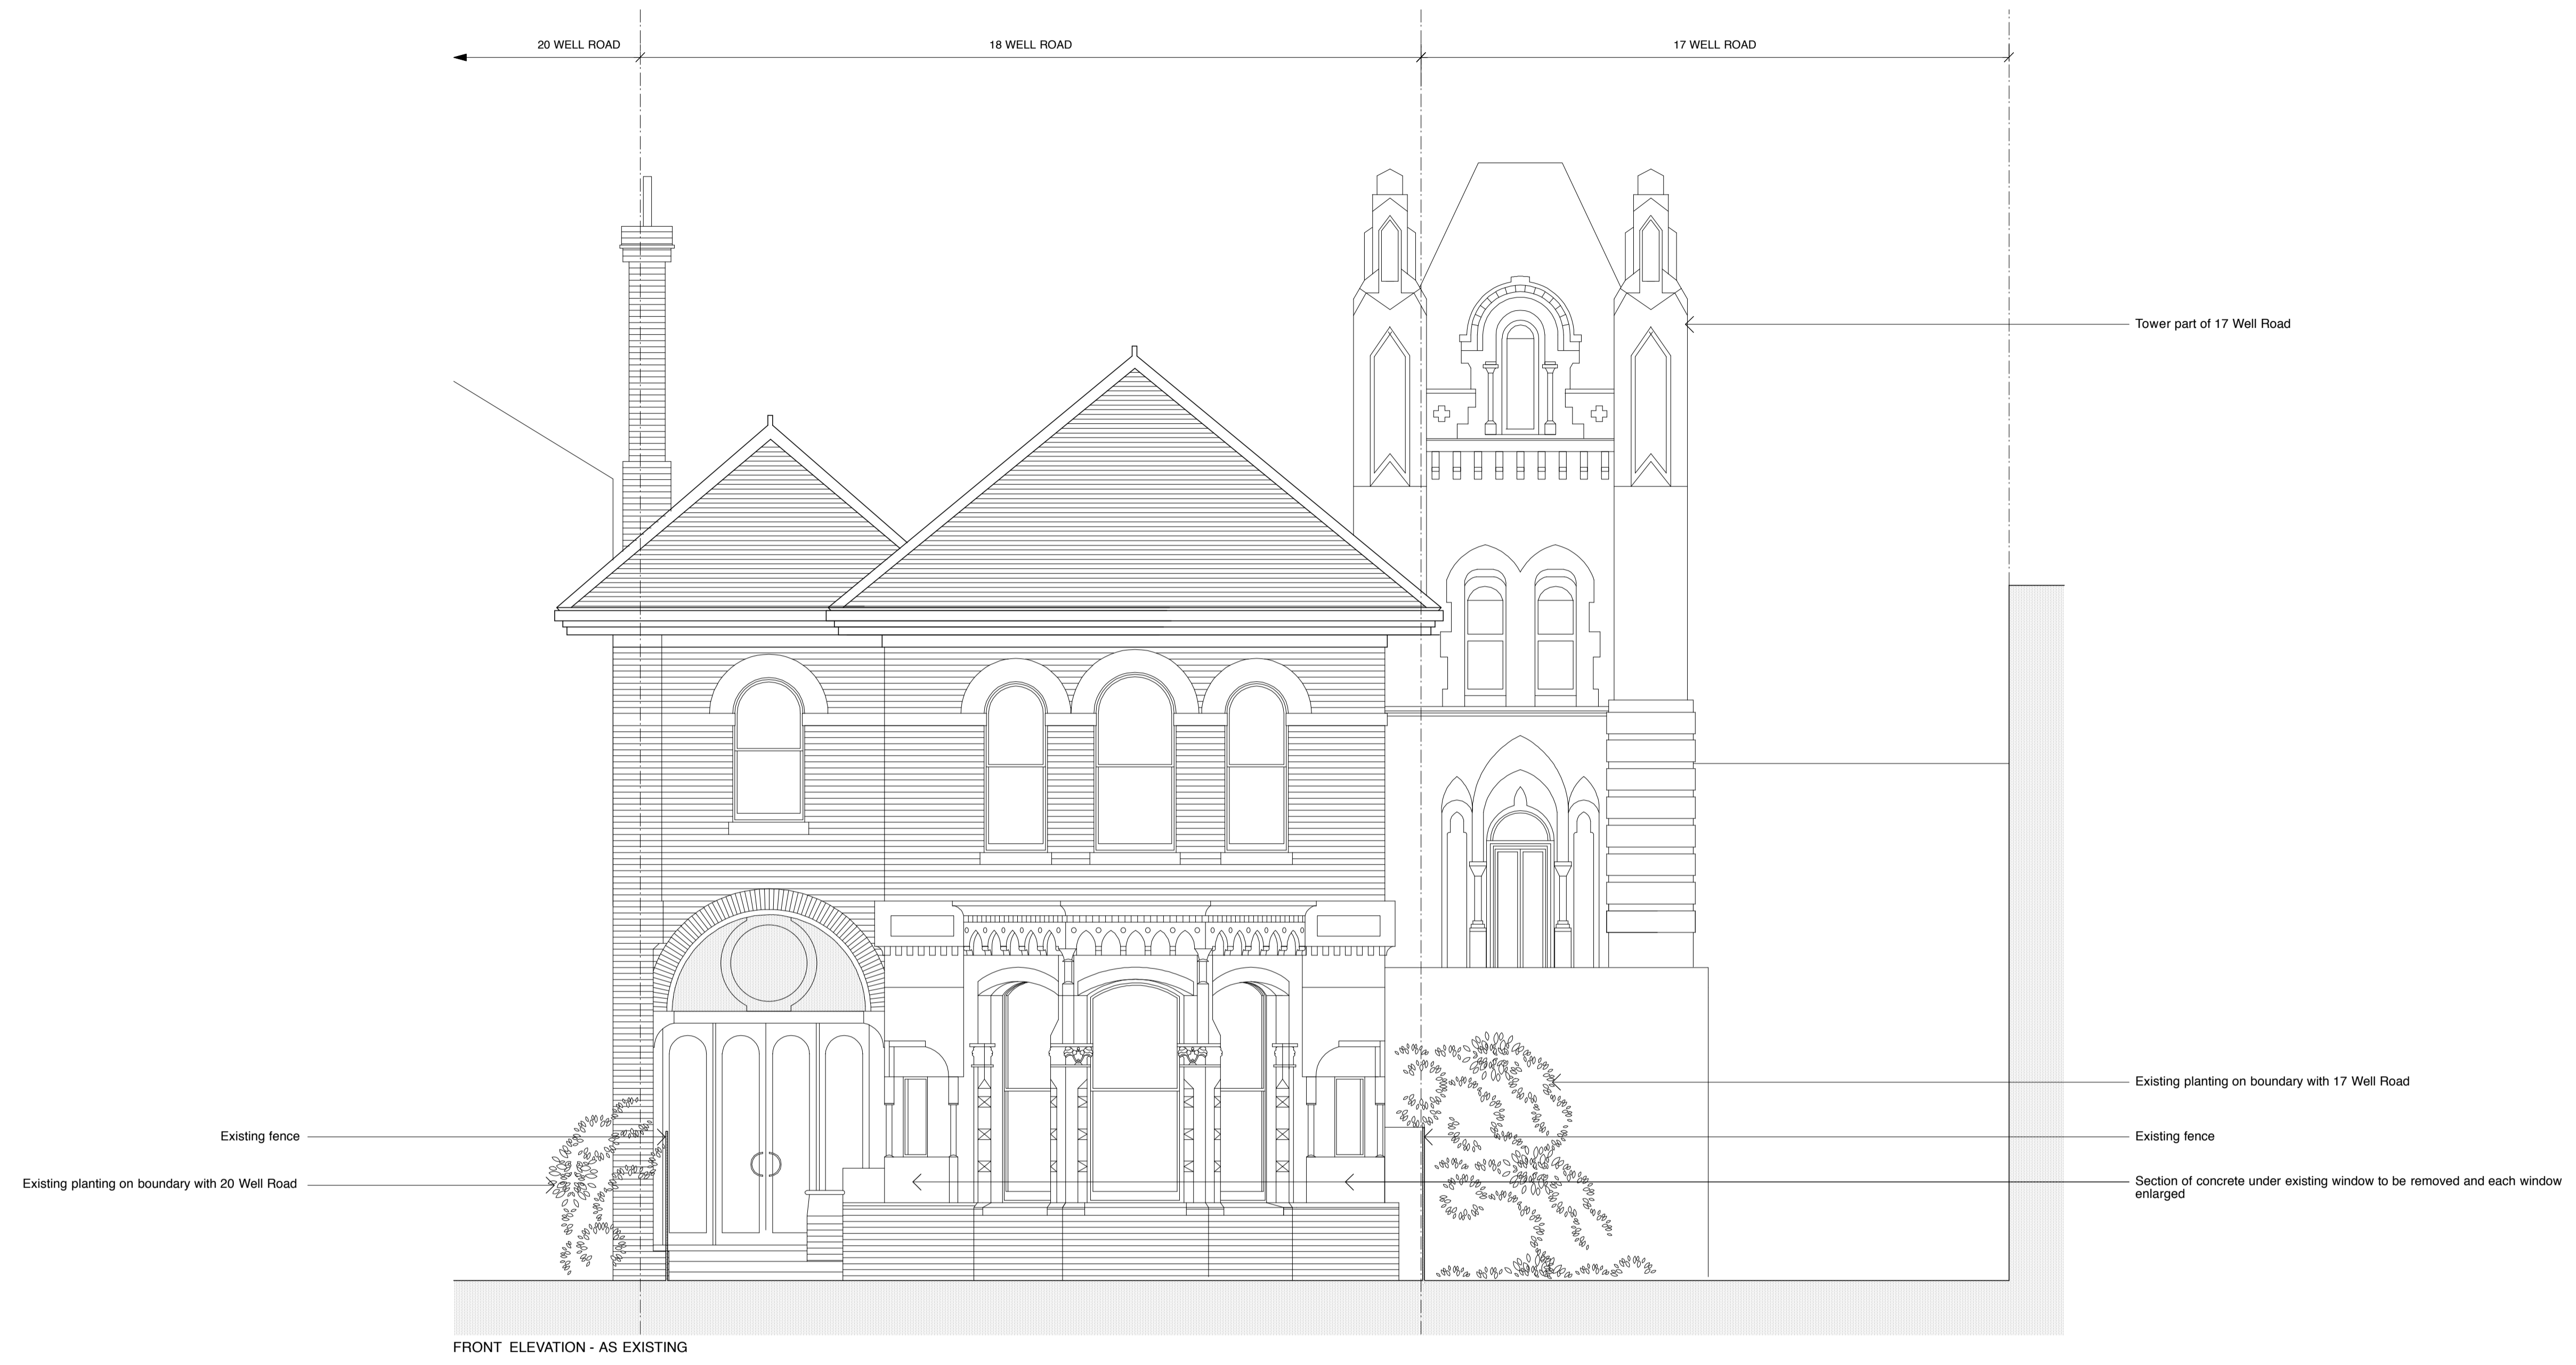 20 WELL ROAD
18 WELL ROAD
17 WELL ROAD
Tower part of 17 Well Road
Existing planting on boundary with 17 Well Road
Existing fence
Existing fence
Existing planting on boundary with 20 Well Road
Section of concrete under existing window to be removed and each window
enlarged
FRONT ELEVATION - AS EXISTING